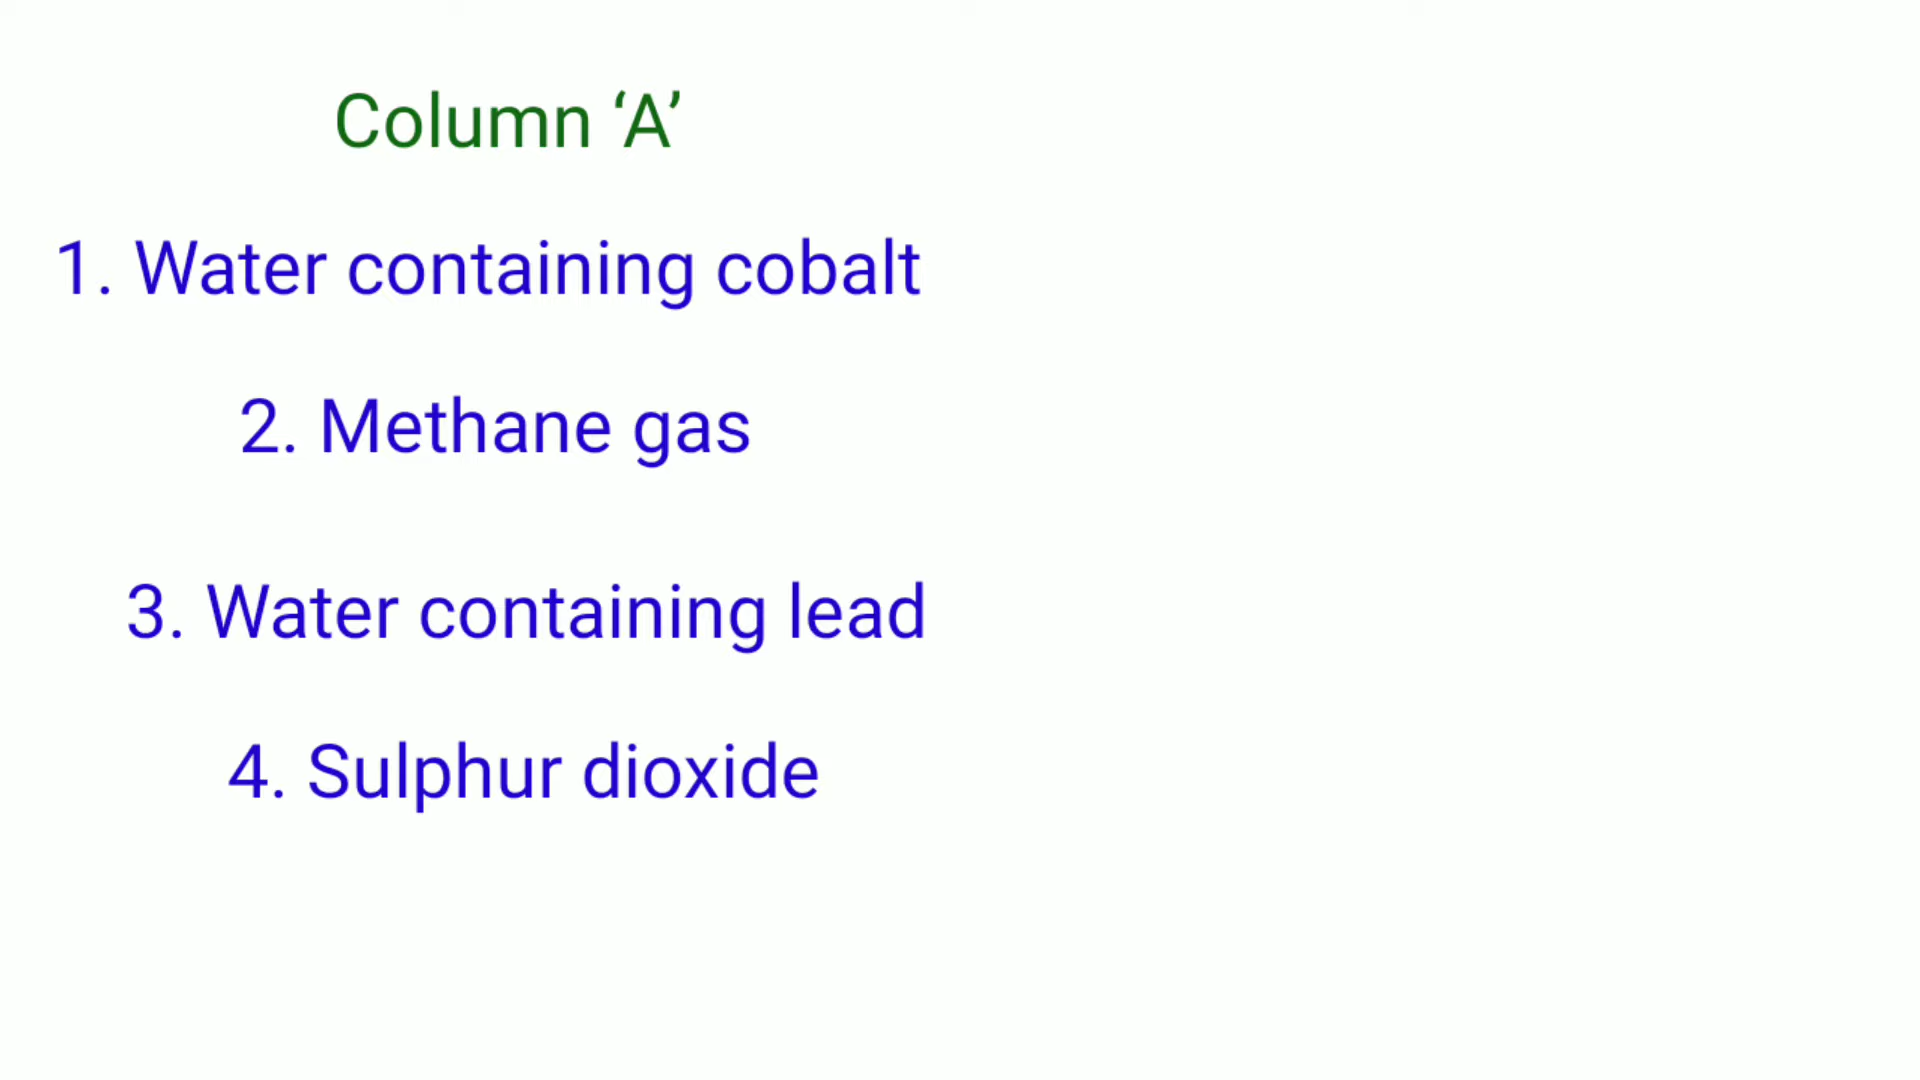 Column ‘A’
1. Water containing cobalt
2. Methane gas
3. Water containing lead
4. Sulphur dioxide